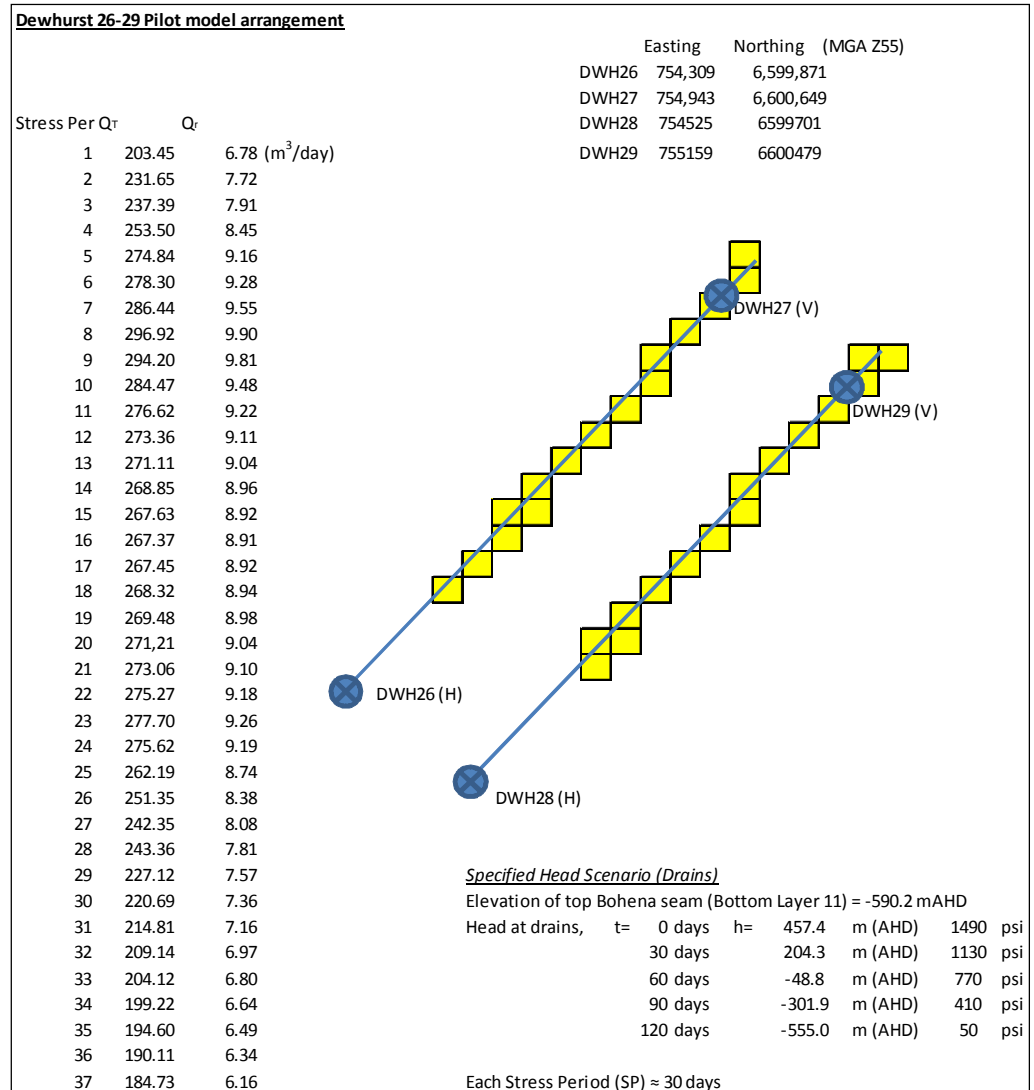 Dewhurst 26-29 Pilot model arrangement
Easting Northing (MGA Z55)
DWH26 754,309 6,599,871
DWH27 754,943 6,600,649
DWH28 754525 6599701
DWH29 755159 6600479
Stress Per QT Qr
1 203.45 6.78 (m3/day)
2 231.65 7.72
3 237.39 7.91
4 253.50 8.45
5 274.84 9.16
6 278.30 9.28
7 286.44 9.55
8 296.92 9.90
9 294.20 9.81
10 284.47 9.48
11 276.62 9.22
12 273.36 9.11
13 271.11 9.04
14 268.85 8.96
15 267.63 8.92
16 267.37 8.91
17 267.45 8.92
18 268.32 8.94
19 269.48 8.98
20 271,21 9.04
21 273.06 9.10
22 275.27 9.18
23 277.70 9.26
24 275.62 9.19
25 262.19 8.74
26 251.35 8.38
27 242.35 8.08
28 243.36 7.81
29 227.12 7.57
30 220.69 7.36
31 214.81 7.16
32 209.14 6.97
33 204.12 6.80
34 199.22 6.64
35 194.60 6.49
36 190.11 6.34
37 184.73 6.16
DWH27 (V)
DWH29 (V)
DWH26 (H)
DWH28 (H)
Specified Head Scenario (Drains)
Elevation of top Bohena seam (Bottom Layer 11) = -590.2 mAHD
Head at drains, t= 0 days h= 457.4 m (AHD) 1490 psi
30 days 204.3 m (AHD) 1130 psi
60 days -48.8 m (AHD) 770 psi
90 days -301.9 m (AHD) 410 psi
120 days -555.0 m (AHD) 50 psi
Each Stress Period (SP) ≈ 30 days